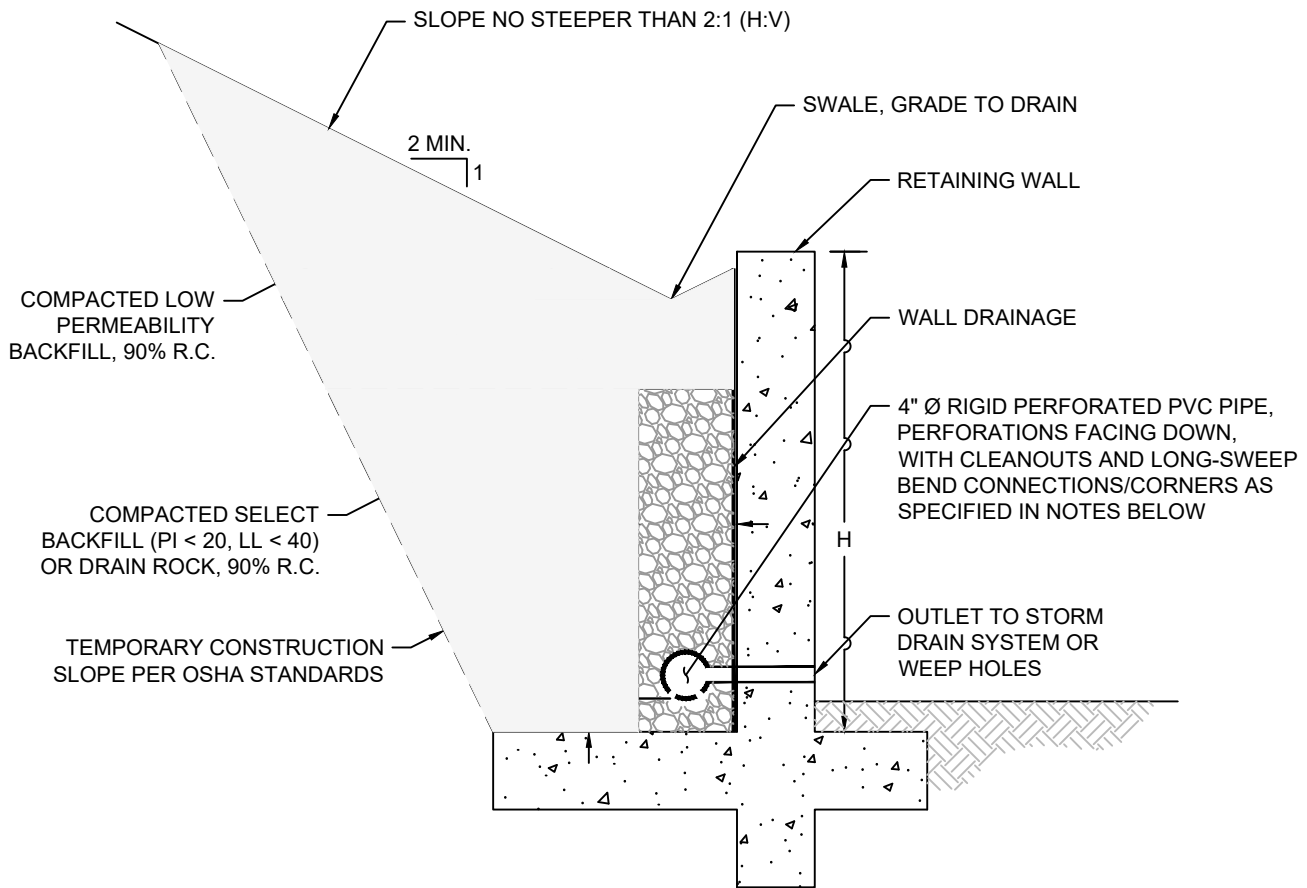 SLOPE NO STEEPER THAN 2:1 (H:V)
SWALE, GRADE TO DRAIN
2 MIN.
1
RETAINING WALL
COMPACTED LOW
PERMEABILITY
BACKFILL, 90% R.C.
WALL DRAINAGE
4" Ø RIGID PERFORATED PVC PIPE,
PERFORATIONS FACING DOWN,
WITH CLEANOUTS AND LONG-SWEEP
BEND CONNECTIONS/CORNERS AS
SPECIFIED IN NOTES BELOW
COMPACTED SELECT
BACKFILL (PI < 20, LL < 40)
OR DRAIN ROCK, 90% R.C.
H
OUTLET TO STORM
DRAIN SYSTEM OR
WEEP HOLES
TEMPORARY CONSTRUCTION
SLOPE PER OSHA STANDARDS